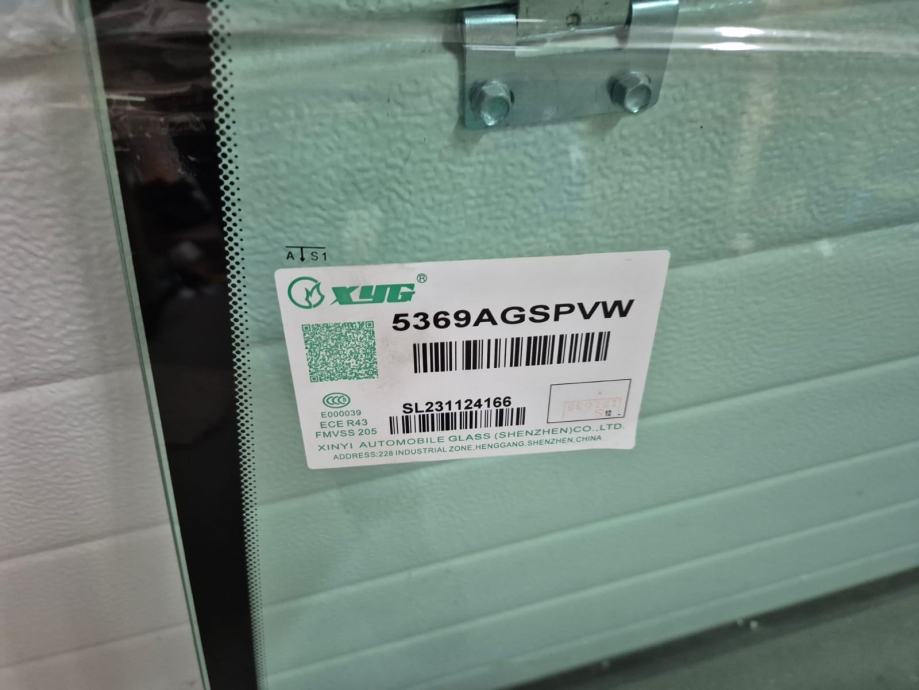 A S1
XYG®
5369AGSPVW
SL231124166
E000039
ECE R43
FMVSS 205
XINYI AUTOMOBILE GLASS (SHENZHEN)CO.,LTD.
ADDRESS:228 INDUSTRIAL ZONE,HENGGANG.SHENZHEN,CHINA